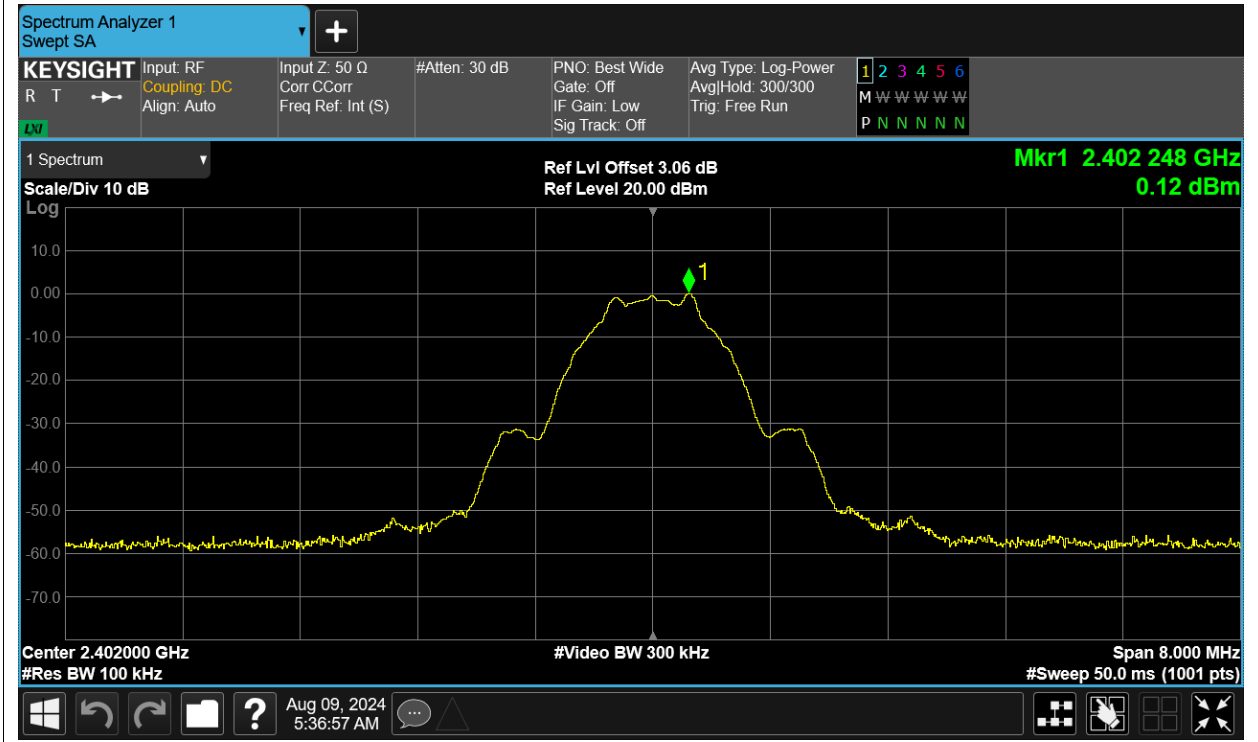 Spectrum Analyzer 1
Swept SA
KEYSIGHT
R T
LXI
Input: RF
Coupling: DC
Align: Auto
Input Z: 50 Ω
Corr CCorr
Freq Ref: Int (S)
#Atten: 30 dB
PNO: Best Wide
Gate: Off
IF Gain: Low
Sig Track: Off
Avg Type: Log-Power
Avg|Hold: 300/300
Trig: Free Run
1 2 3 4 5 6
M W W W W W
P N N N N N
1 Spectrum
Scale/Div 10 dB
Log
Ref Lvl Offset 3.06 dB
Ref Level 20.00 dBm
Mkr1 2.402 248 GHz
0.12 dBm
1
10.0
0.00
-10.0
-20.0
-30.0
-40.0
-50.0
-60.0
-70.0
Center 2.402000 GHz
#Video BW 300 kHz
Span 8.000 MHz
#Res BW 100 kHz
#Sweep 50.0 ms (1001 pts)
?
Aug 09, 2024
5:36:57 AM